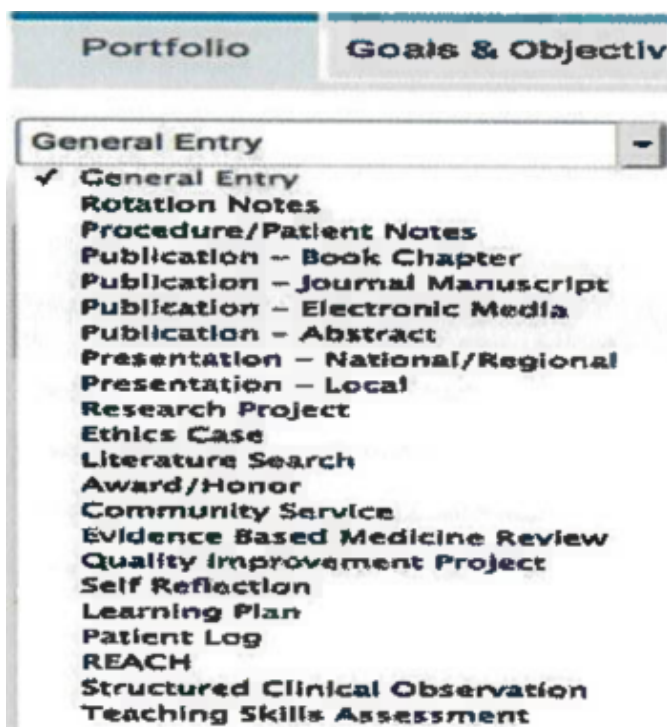 Portfolio Goals & Objectiv
General Entry
✓ General Entry
Rotation Notes
Procedure/Patient Notes
Publication – Book Chapter
Publication – Journal Manuscript
Publication – Electronic Media
Publication – Abstract
Presentation – National/Regional
Presentation – Local
Research Project
Ethics Case
Literature Search
Award/Honor
Community Service
Evidence Based Medicine Review
Quality Improvement Project
Self Reflection
Learning Plan
Patient Log
REACH
Structured Clinical Observation
Teaching Skills Assessment